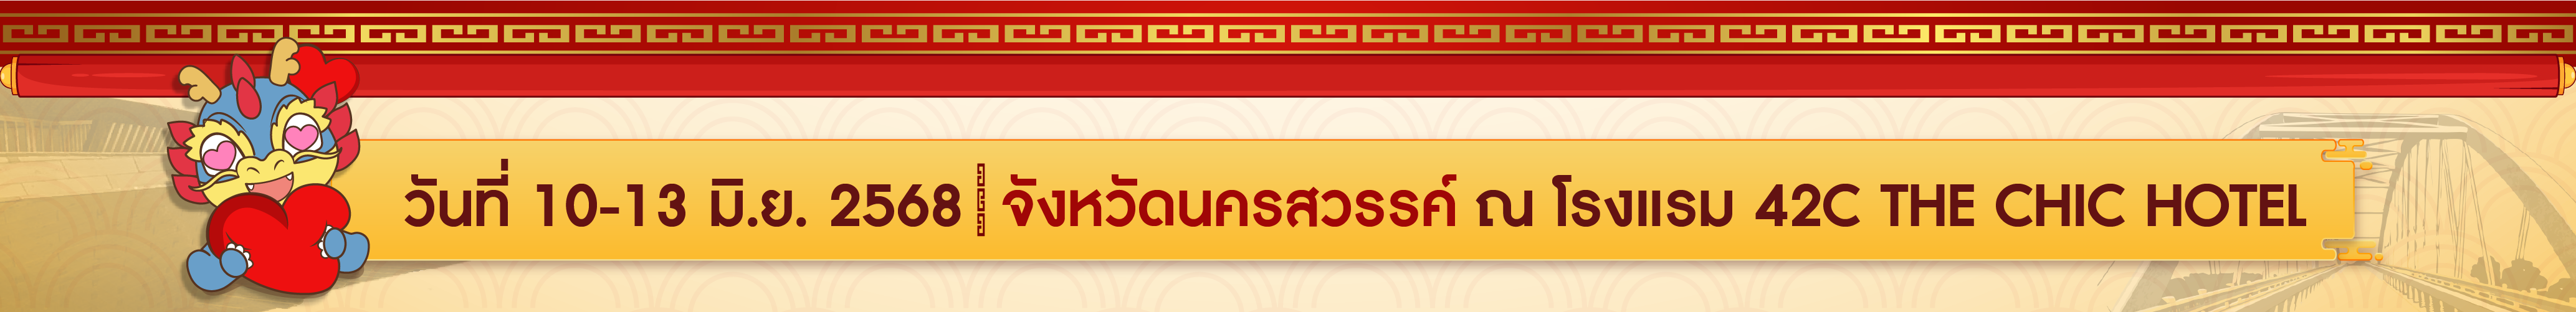 วันที่ 10-13 มิ.ย. 2568 จังหวัดนครสวรรค์ ณ โรงแรม 42C THE CHIC HOTEL